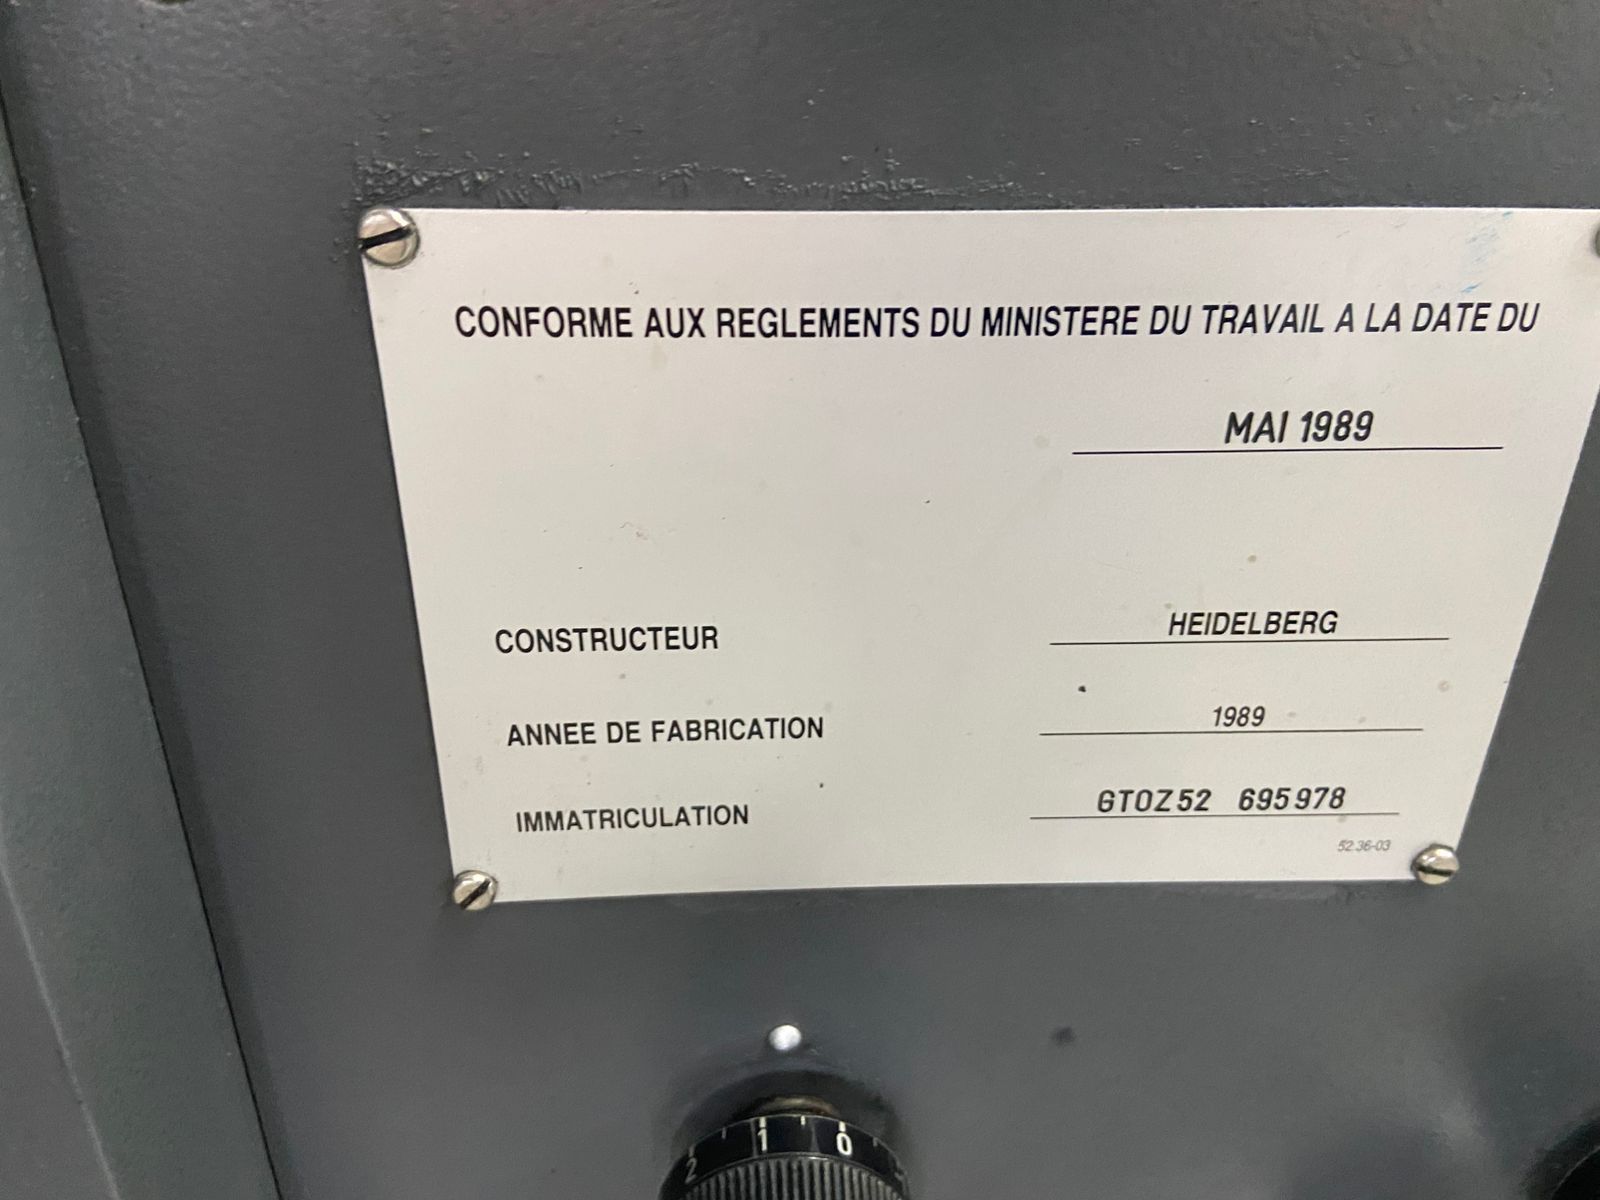 CONFORME AUX REGLEMENTS DU MINISTERE DU TRAVAIL A LA DATE DU
MAI 1989
CONSTRUCTEUR HEIDELBERG
ANNEE DE FABRICATION 1989
IMMATRICULATION GTOZ52 695978
52.36-03
2 1 0